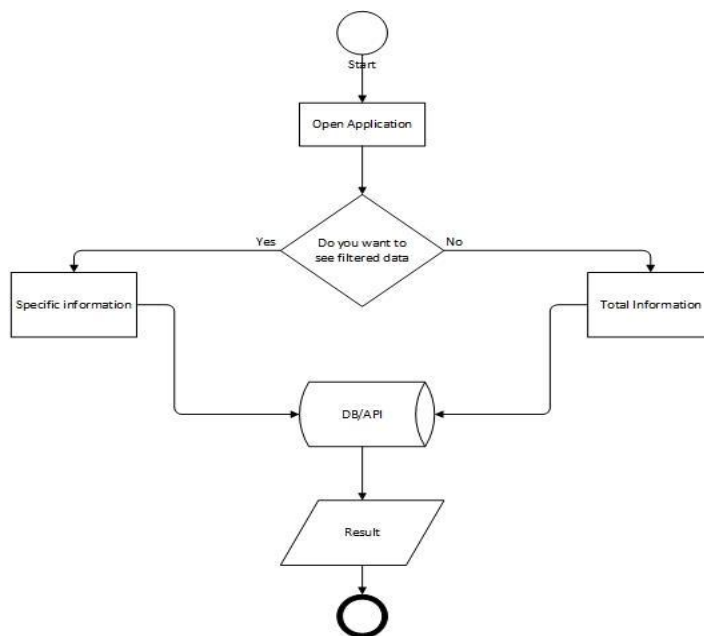 Start
Open Application
Yes
Do you want to
see filtered data
No
Specific information
Total Information
DB/API
Result